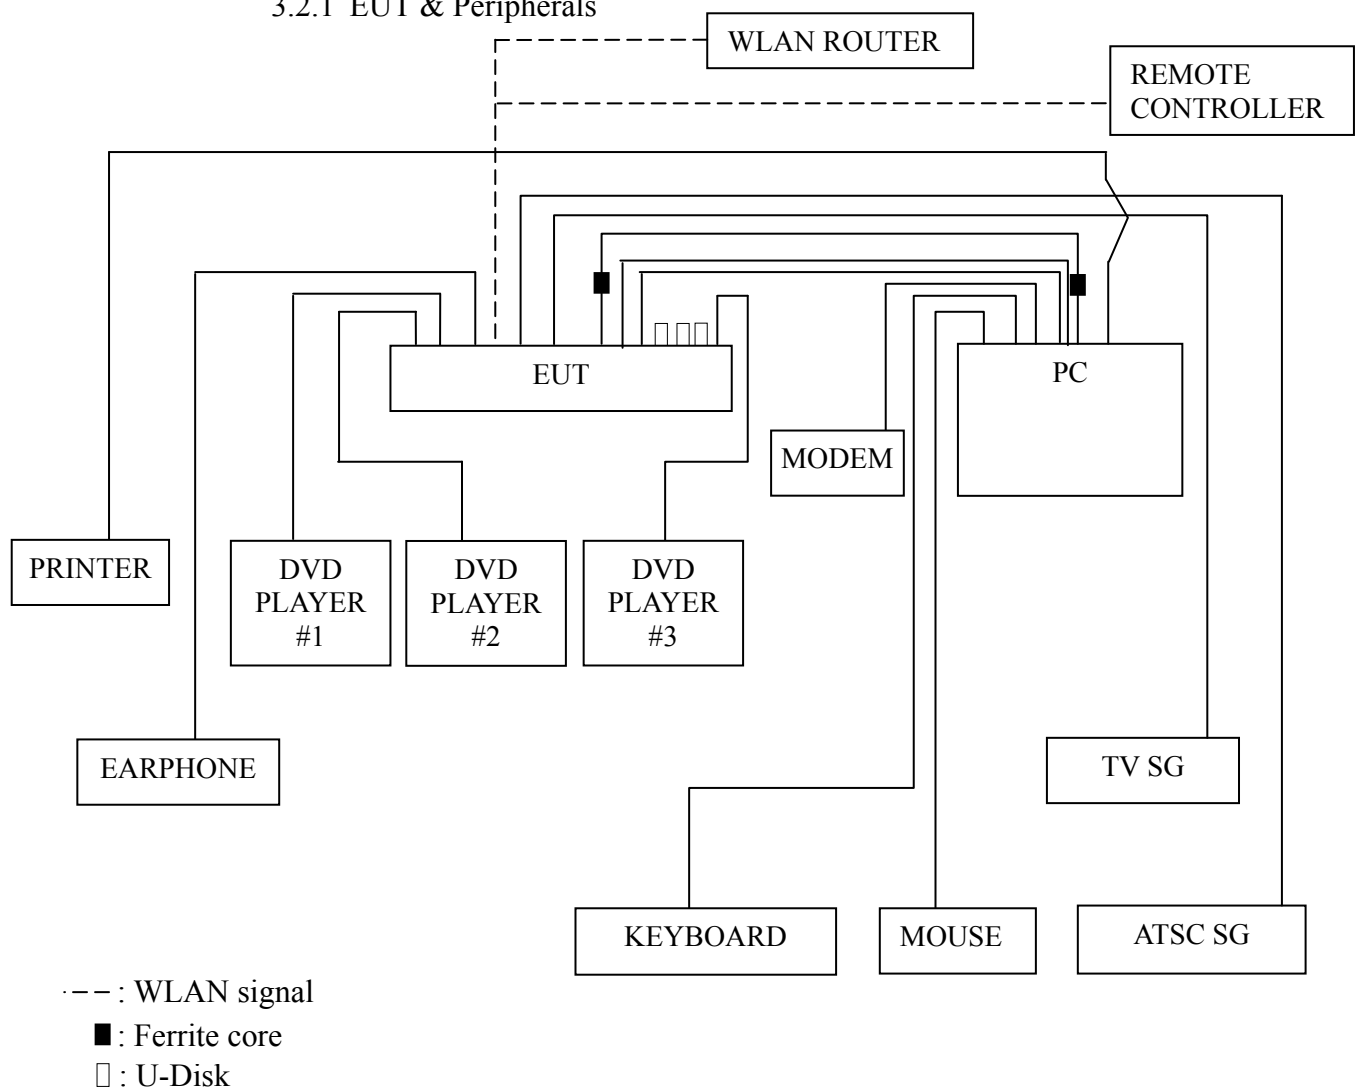 3.2.1 EUT & Peripherals
WLAN ROUTER
REMOTE
CONTROLLER
EUT
PC
MODEM
PRINTER
DVD
PLAYER
#1
DVD
PLAYER
#2
DVD
PLAYER
#3
EARPHONE
TV SG
KEYBOARD
MOUSE
ATSC SG
: WLAN signal
: Ferrite core
: U-Disk